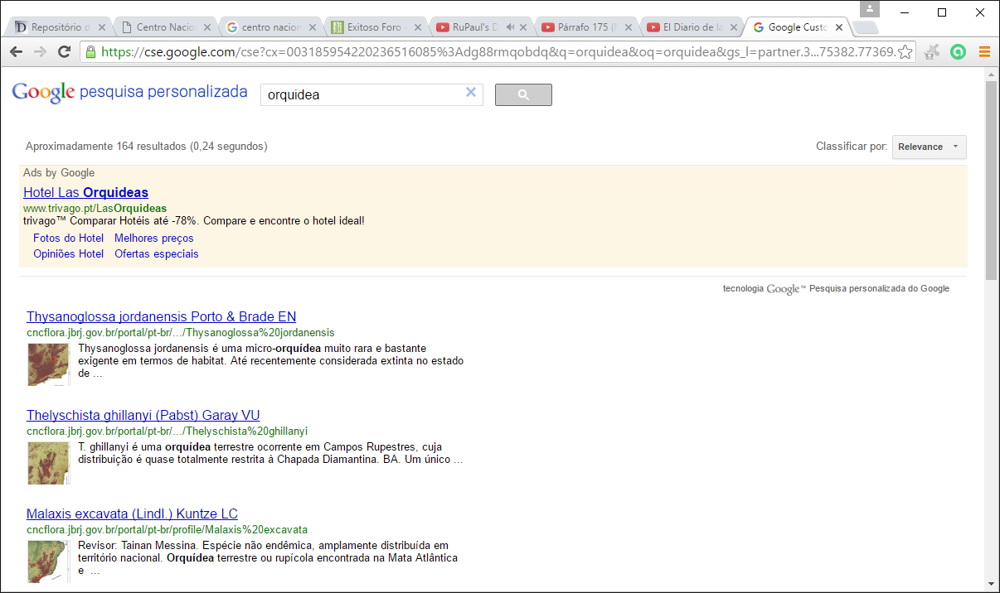 Repositório d
Centro Nacion
centro nacion
Exitoso Foro -
RuPaul's D
Párrafo 175 (
El Diario de la
Google Custo
https://cse.google.com/cse?cx=003185954220236516085%3Adg88rmqobdq&q=orquidea&oq=orquidea&gs_l=partner.3...75382.77369.
Google pesquisa personalizada
orquidea
Aproximadamente 164 resultados (0,24 segundos)
Classificar por: Relevance
Ads by Google
Hotel Las Orquideas
www.trivago.pt/LasOrquideas
trivago™ Comparar Hotéis até -78%. Compare e encontre o hotel ideal!
Fotos do Hotel Melhores preços
Opiniões Hotel Ofertas especiais
tecnologia Google™ Pesquisa personalizada do Google
Thysanoglossa jordanensis Porto & Brade EN
cncflora.jbrj.gov.br/portal/pt-br/.../Thysanoglossa%20jordanensis
Thysanoglossa jordanensis é uma micro-orquídea muito rara e bastante
exigente em termos de habitat. Até recentemente considerada extinta no estado
de ...
Thelyschista ghillanyi (Pabst) Garay VU
cncflora.jbrj.gov.br/portal/pt-br/.../Thelyschista%20ghillanyi
T. ghillanyi é uma orquídea terrestre ocorrente em Campos Rupestres, cuja
distribuição é quase totalmente restrita à Chapada Diamantina. BA. Um único ...
Malaxis excavata (Lindl.) Kuntze LC
cncflora.jbrj.gov.br/portal/pt-br/profile/Malaxis%20excavata
Revisor: Tainan Messina. Espécie não endêmica, amplamente distribuída em
território nacional. Orquídea terrestre ou rupícola encontrada na Mata Atlântica
e ...